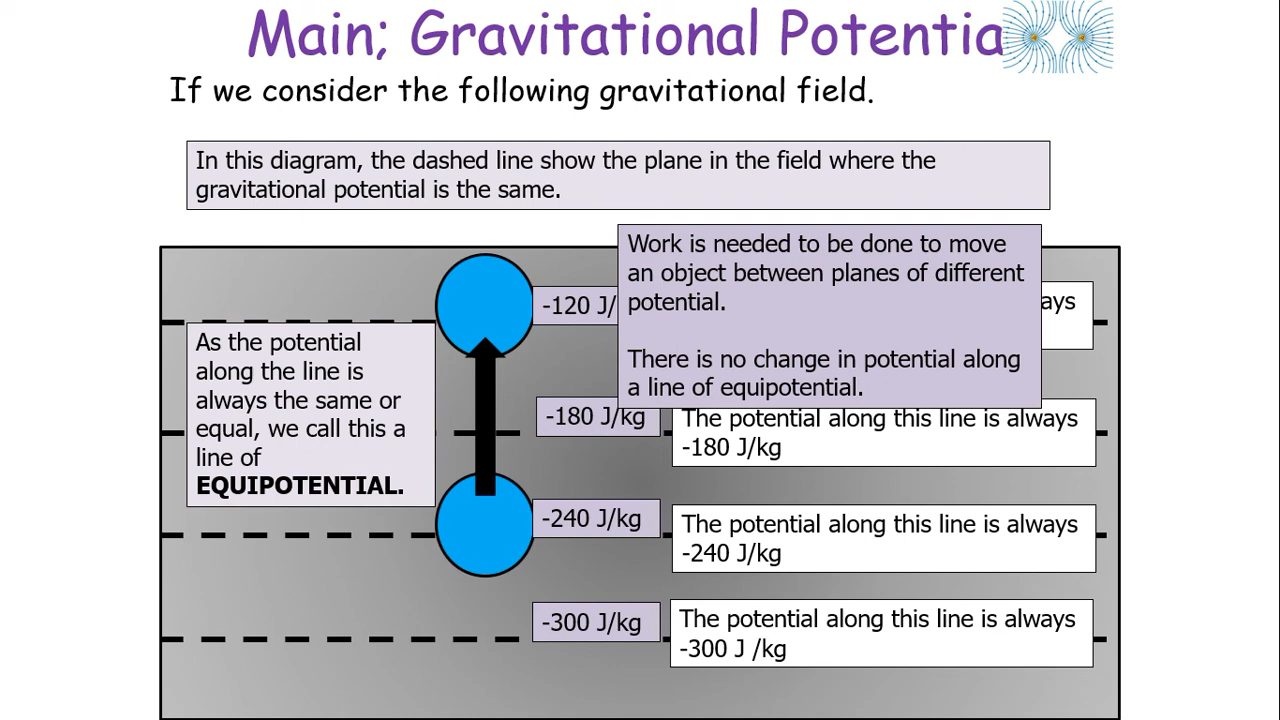 Main; Gravitational Potentia
If we consider the following gravitational field.
In this diagram, the dashed line show the plane in the field where the
gravitational potential is the same.
Work is needed to be done to move
an object between planes of different
potential.
There is no change in potential along
a line of equipotential.
-120 J/
ays
As the potential
along the line is
always the same or
equal, we call this a
line of
EQUIPOTENTIAL.
-180 J/kg
The potential along this line is always
-180 J/kg
-240 J/kg
The potential along this line is always
-240 J/kg
-300 J/kg
The potential along this line is always
-300 J /kg